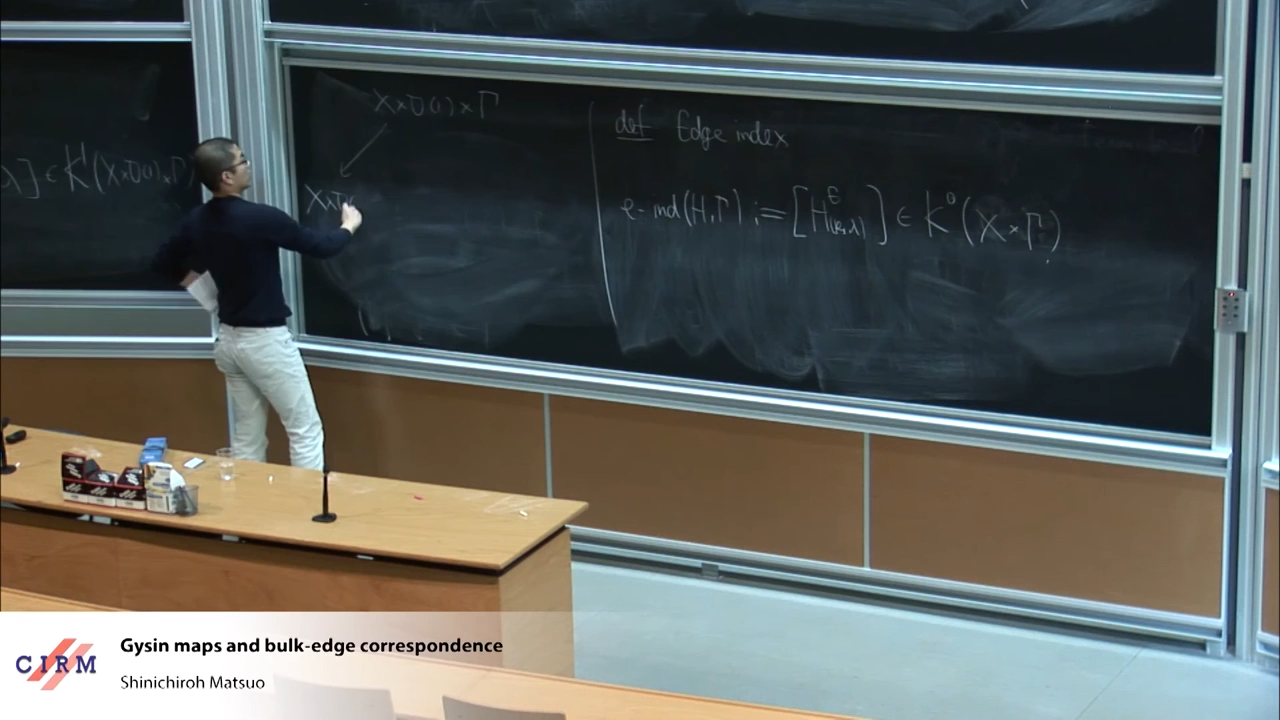 λ] ∈ K¹(X×U(1)×Γ)
X×U(1)×Γ
X×
def Edge index
e-ind(H,Γ) := [H^E_(k,λ)] ∈ K⁰(X×Γ)
CIRM
Gysin maps and bulk-edge correspondence
Shinichiroh Matsuo